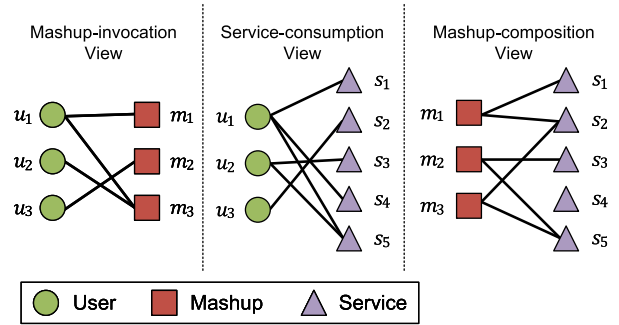 Mashup-invocation View
Service-consumption View
Mashup-composition View
u1 m1
u2 m2
u3 m3
u1 s1
u2 s2
u3 s3
s4
s5
m1 s1
m2 s2
m3 s3
s4
s5
User Mashup Service